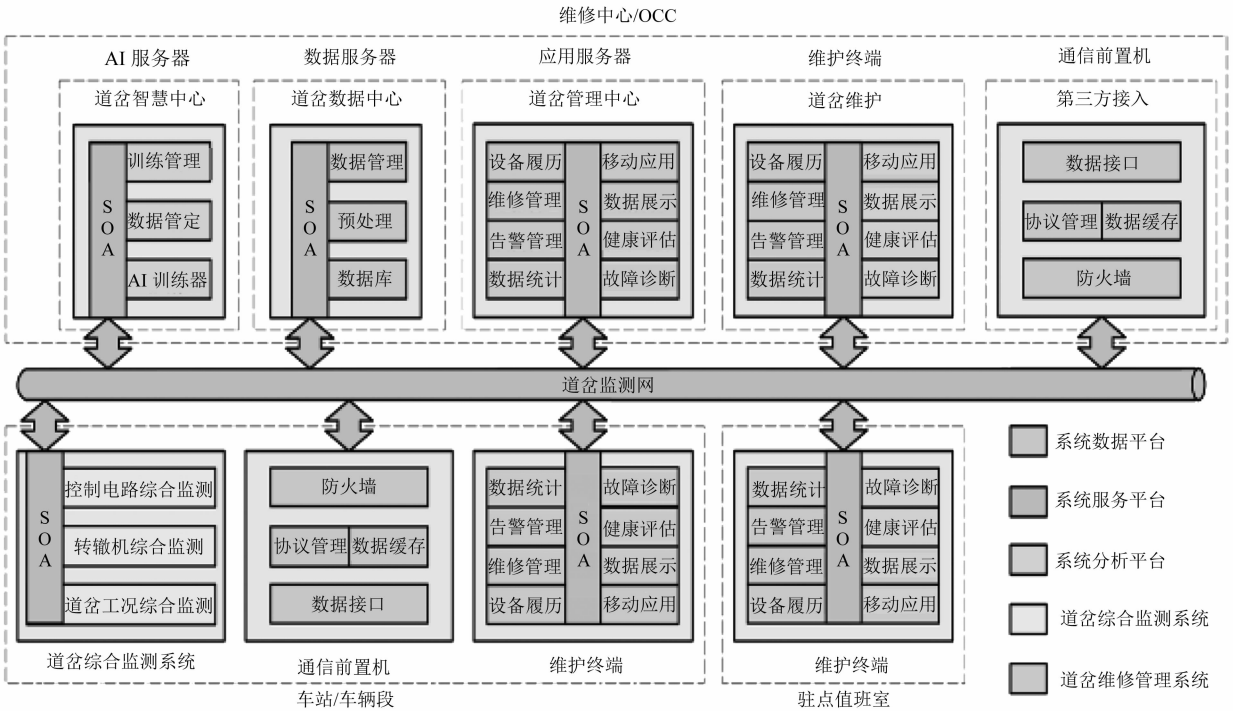 维修中心/OCC
AI 服务器
数据服务器
应用服务器
维护终端
通信前置机
道岔智慧中心
道岔数据中心
道岔管理中心
道岔维护
第三方接入
SOA
训练管理
数据管定
AI 训练器
SOA
数据管理
预处理
数据库
设备履历
维修管理
告警管理
数据统计
SOA
移动应用
数据展示
健康评估
故障诊断
设备履历
维修管理
告警管理
数据统计
SOA
移动应用
数据展示
健康评估
故障诊断
数据接口
协议管理
数据缓存
防火墙
道岔监测网
SOA
控制电路综合监测
转辙机综合监测
道岔工况综合监测
道岔综合监测系统
防火墙
协议管理
数据缓存
数据接口
通信前置机
数据统计
告警管理
维修管理
设备履历
SOA
故障诊断
健康评估
数据展示
移动应用
维护终端
车站/车辆段
数据统计
告警管理
维修管理
设备履历
SOA
故障诊断
健康评估
数据展示
移动应用
维护终端
驻点值班室
系统数据平台
系统服务平台
系统分析平台
道岔综合监测系统
道岔维修管理系统